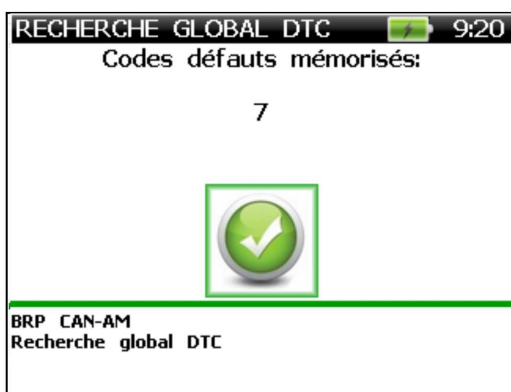 RECHERCHE GLOBAL DTC 9:20
Codes défauts mémorisés:
7
BRP CAN-AM
Recherche global DTC